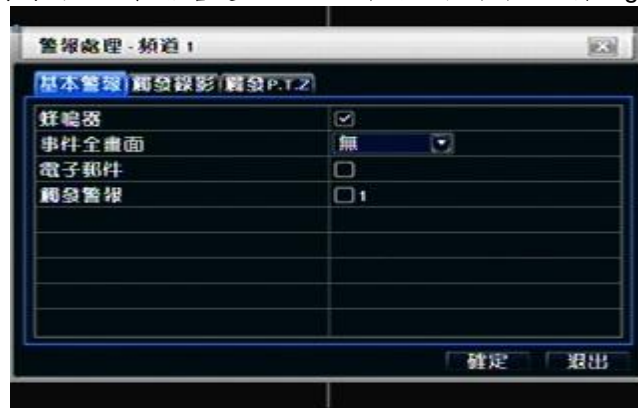 警報處理 - 頻道 1
基本警報 觸發錄影 觸發P.T.Z
蜂鳴器
事件全畫面 無
電子郵件
觸發警報 1
確定 退出